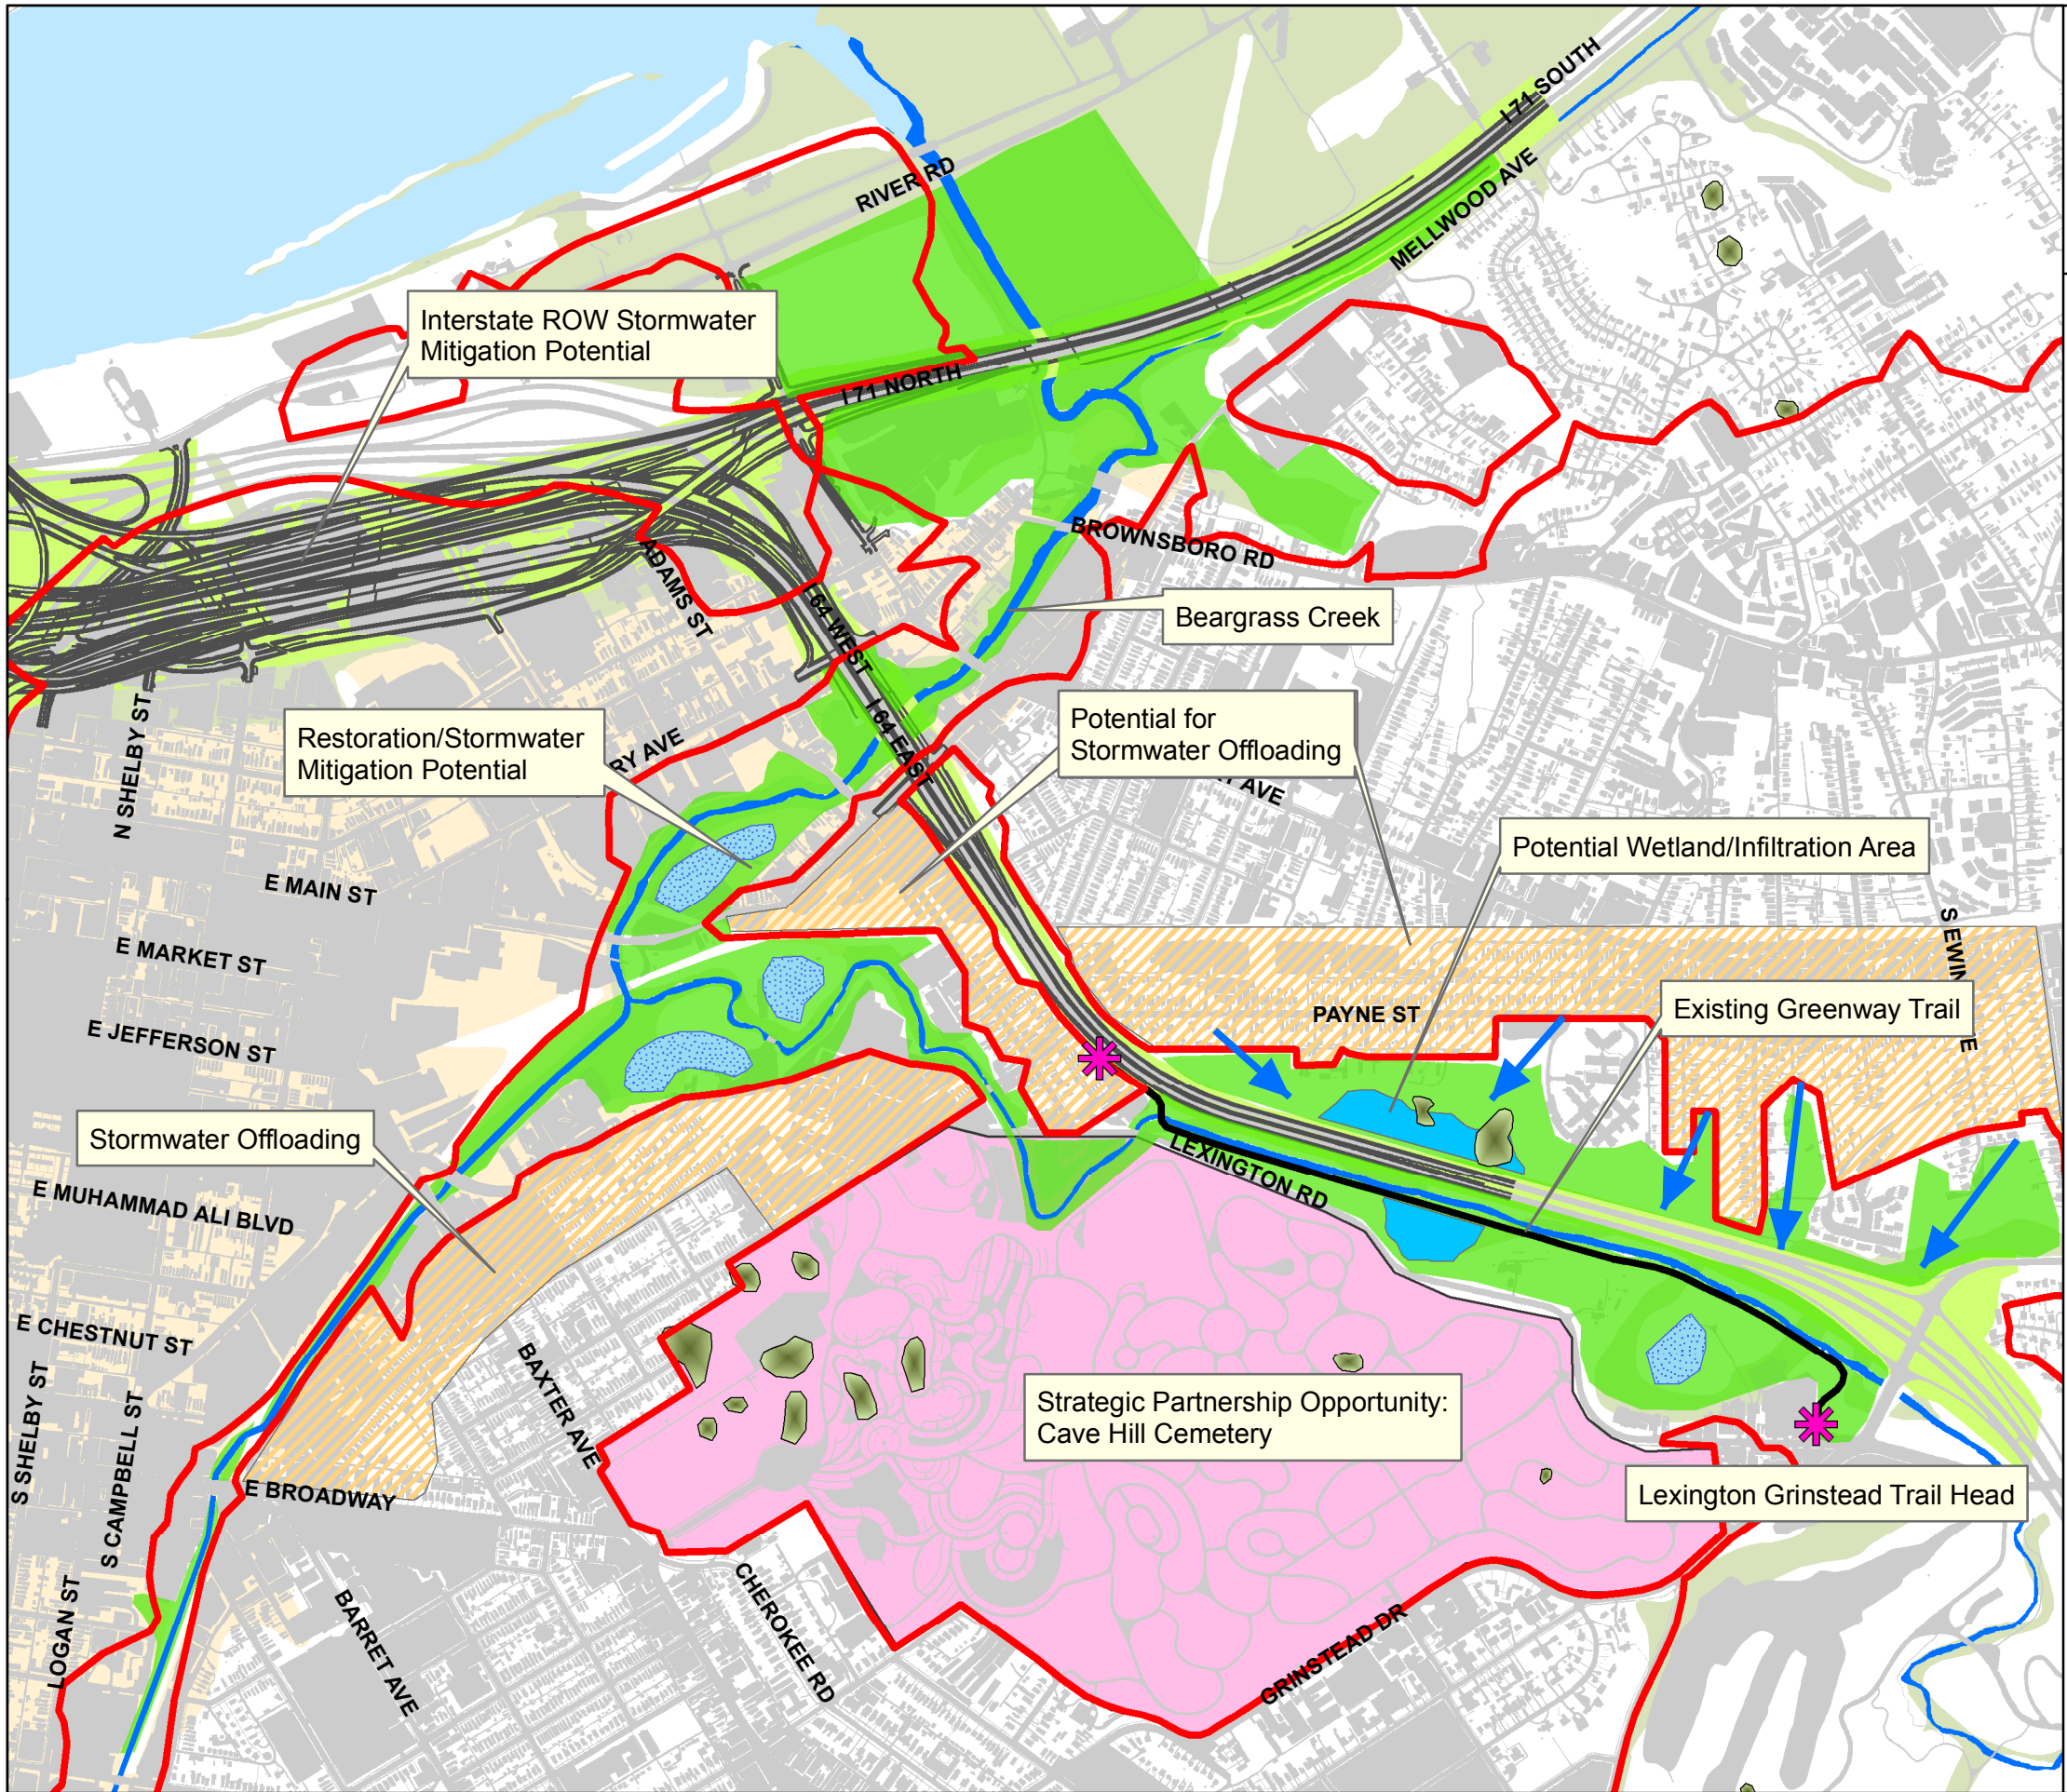 I 71 SOUTH
RIVER RD
MELLWOOD AVE
Interstate ROW Stormwater
Mitigation Potential
I 71 NORTH
BROWNSBORO RD
ADAMS ST
I 64 WEST
Beargrass Creek
N SHELBY ST
Restoration/Stormwater
Mitigation Potential
RY AVE
I 64 EAST
Potential for
Stormwater Offloading
AVE
Potential Wetland/Infiltration Area
E MAIN ST
E MARKET ST
S EWIN
E
Existing Greenway Trail
PAYNE ST
E JEFFERSON ST
Stormwater Offloading
LEXINGTON RD
E MUHAMMAD ALI BLVD
E CHESTNUT ST
BAXTER AVE
S SHELBY ST
S CAMPBELL ST
Strategic Partnership Opportunity:
Cave Hill Cemetery
E BROADWAY
Lexington Grinstead Trail Head
LOGAN ST
BARRET AVE
CHEROKEE RD
GRINSTEAD DR